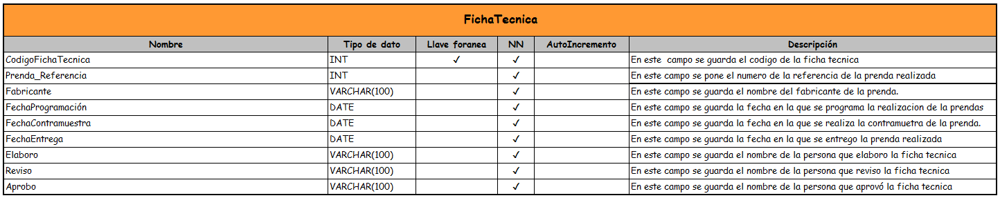 FichaTecnica
Nombre Tipo de dato Llave foranea NN AutoIncremento Descripción
CodigoFichaTecnica INT ✓ ✓ En este campo se guarda el codigo de la ficha tecnica
Prenda_Referencia INT ✓ En este campo se pone el numero de la referencia de la prenda realizada
Fabricante VARCHAR(100) ✓ En este campo se guarda el nombre del fabricante de la prenda.
FechaProgramación DATE ✓ En este campo se guarda la fecha en la que se programa la realizacion de la prendas
FechaContramuestra DATE ✓ En este campo se guarda la fecha en la que se realiza la contramuetra de la prenda.
FechaEntrega DATE ✓ En este campo se guarda la fecha en la que se entrego la prenda realizada
Elaboro VARCHAR(100) ✓ En este campo se guarda el nombre de la persona que elaboro la ficha tecnica
Reviso VARCHAR(100) ✓ En este campo se guarda el nombre de la persona que reviso la ficha tecnica
Aprobo VARCHAR(100) ✓ En este campo se guarda el nombre de la persona que aprovó la ficha tecnica